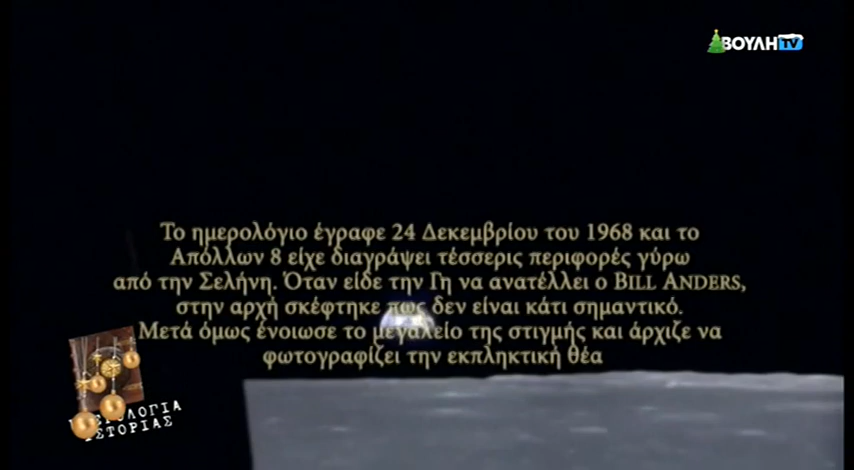 ΒΟΥΛΗ TV
Το ημερολόγιο έγραφε 24 Δεκεμβρίου του 1968 και το
Απόλλων 8 είχε διαγράψει τέσσερις περιφορές γύρω
από την Σελήνη. Όταν είδε την Γη να ανατέλλει ο BILL ANDERS,
στην αρχή σκέφτηκε πως δεν είναι κάτι σημαντικό.
Μετά όμως ένοιωσε το μεγαλείο της στιγμής και άρχιζε να
φωτογραφίζει την εκπληκτική θέα
ΙΣΤΟΡΙΑΣ